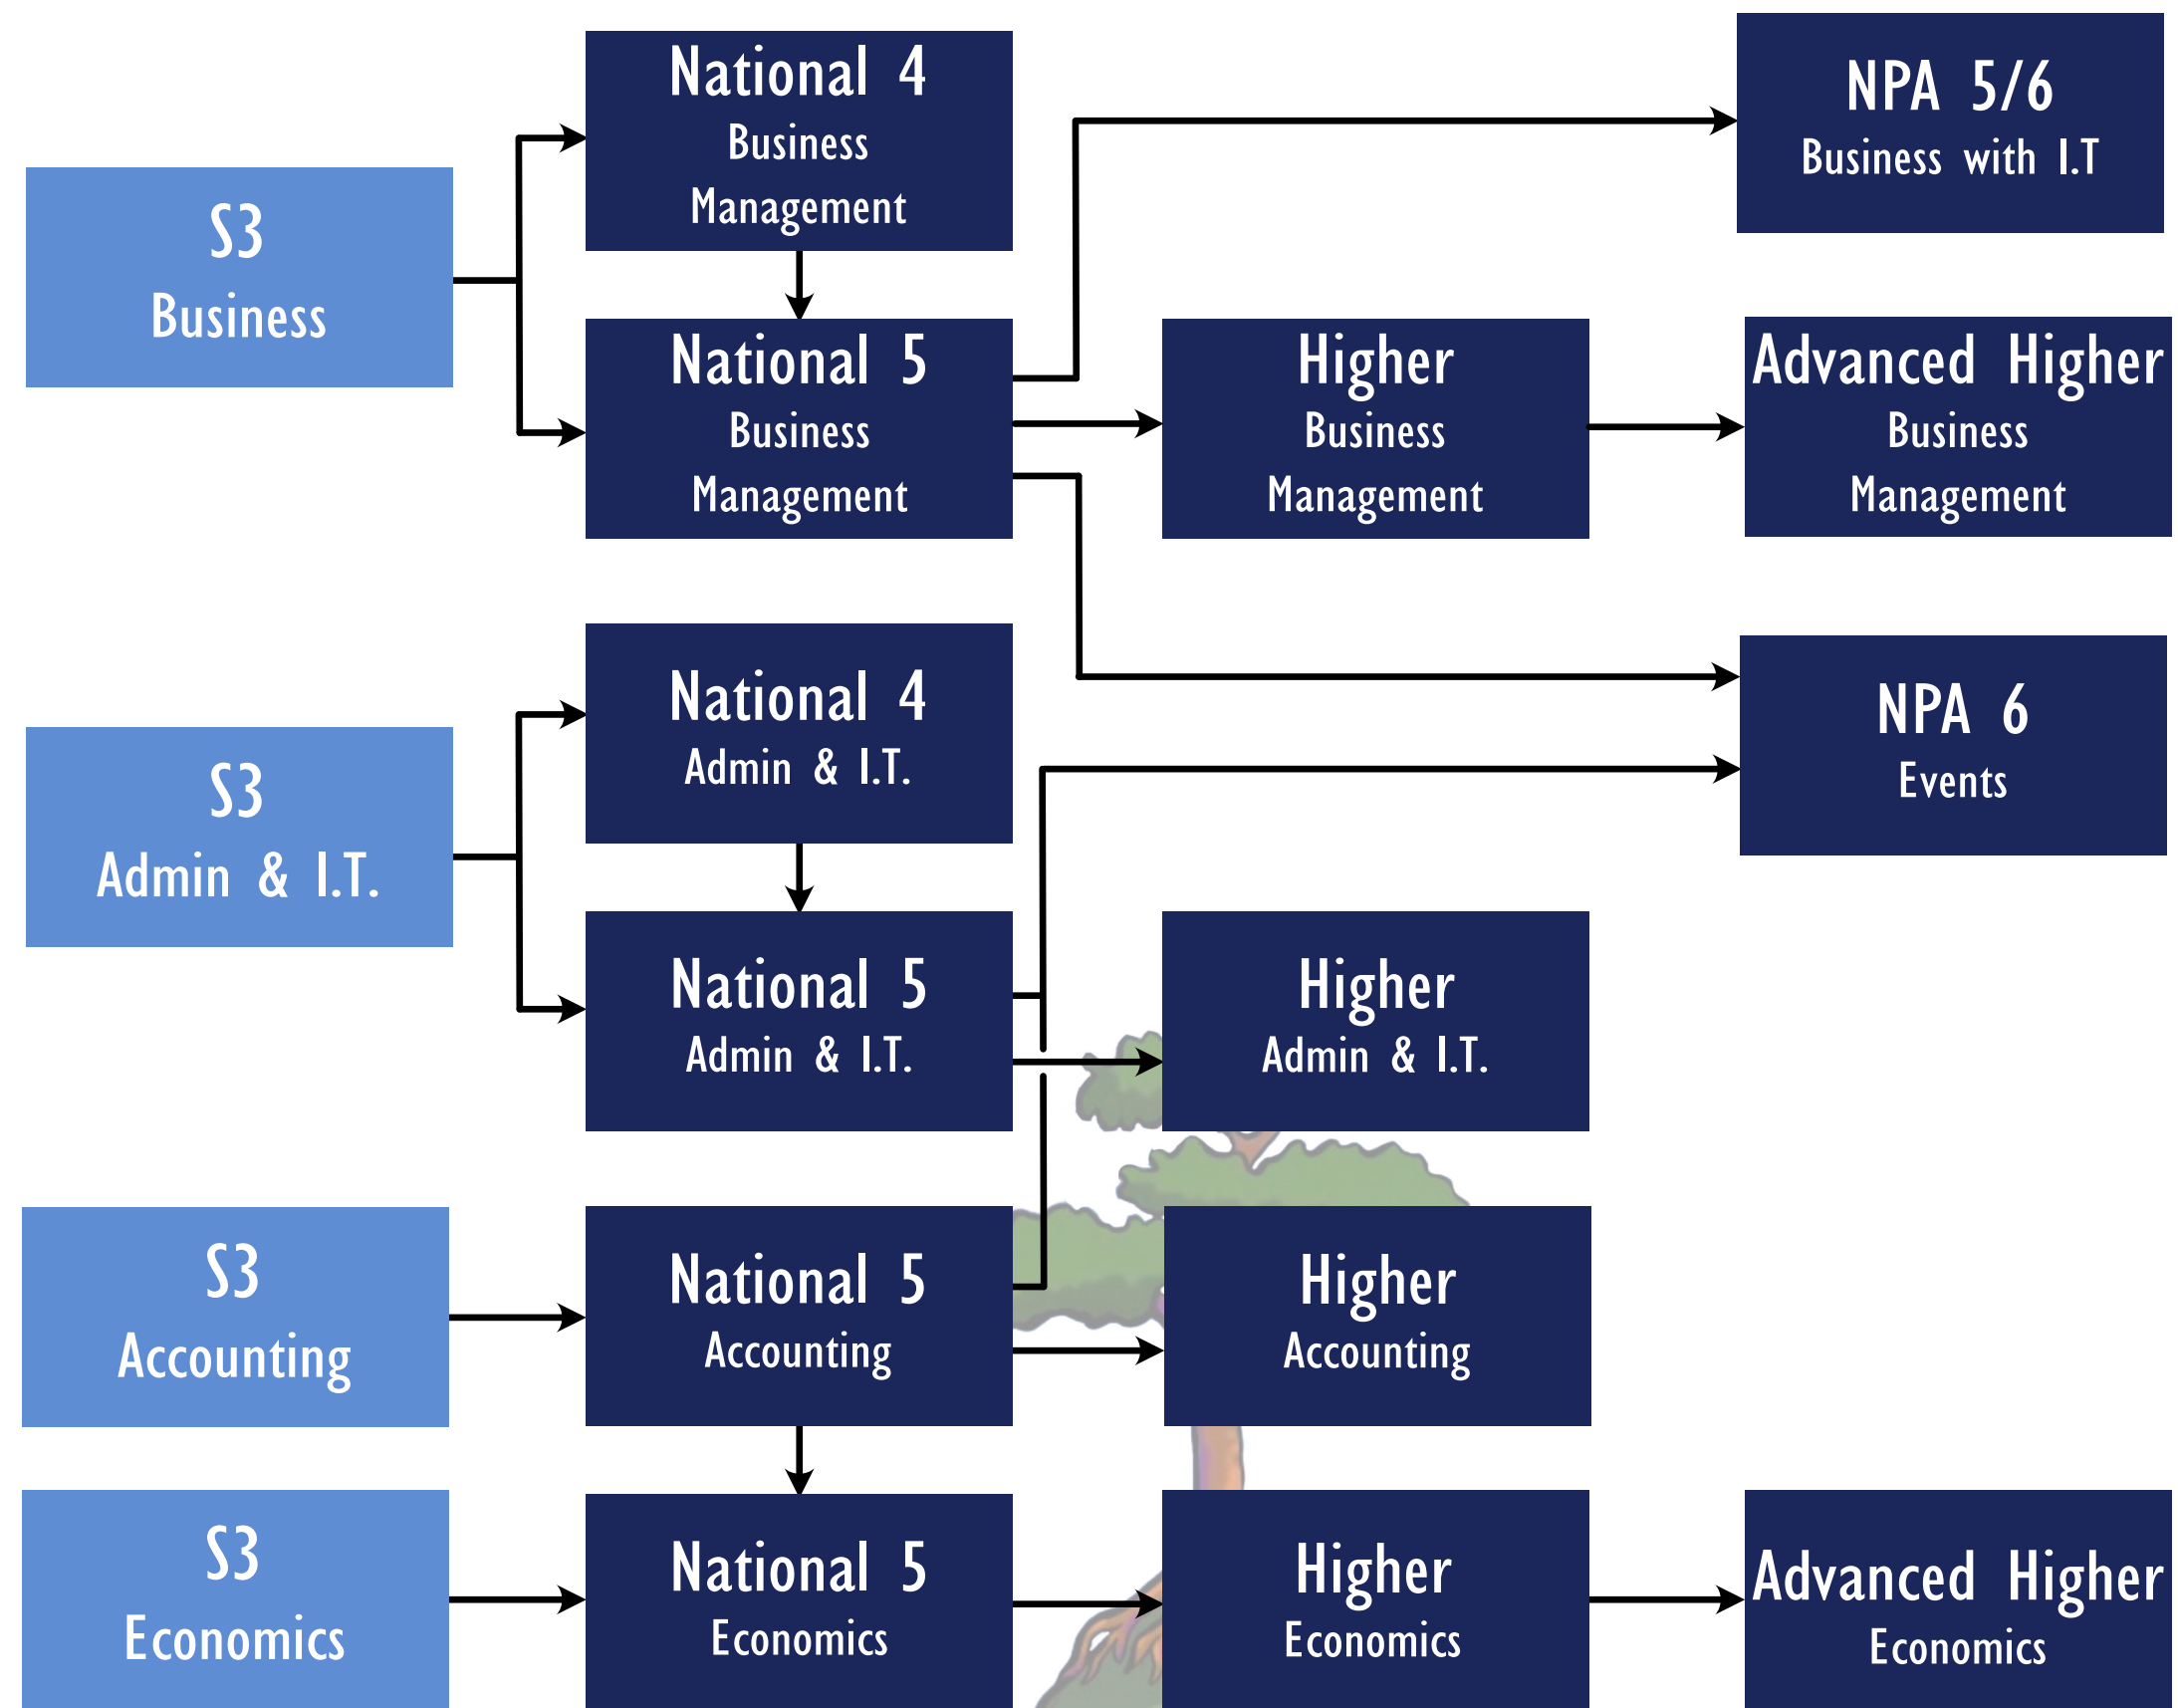 National 4
Business
Management
NPA 5/6
Business with I.T
S3
Business
National 5
Business
Management
Higher
Business
Management
Advanced Higher
Business
Management
National 4
Admin & I.T.
NPA 6
Events
S3
Admin & I.T.
National 5
Admin & I.T.
Higher
Admin & I.T.
S3
Accounting
National 5
Accounting
Higher
Accounting
S3
Economics
National 5
Economics
Higher
Economics
Advanced Higher
Economics